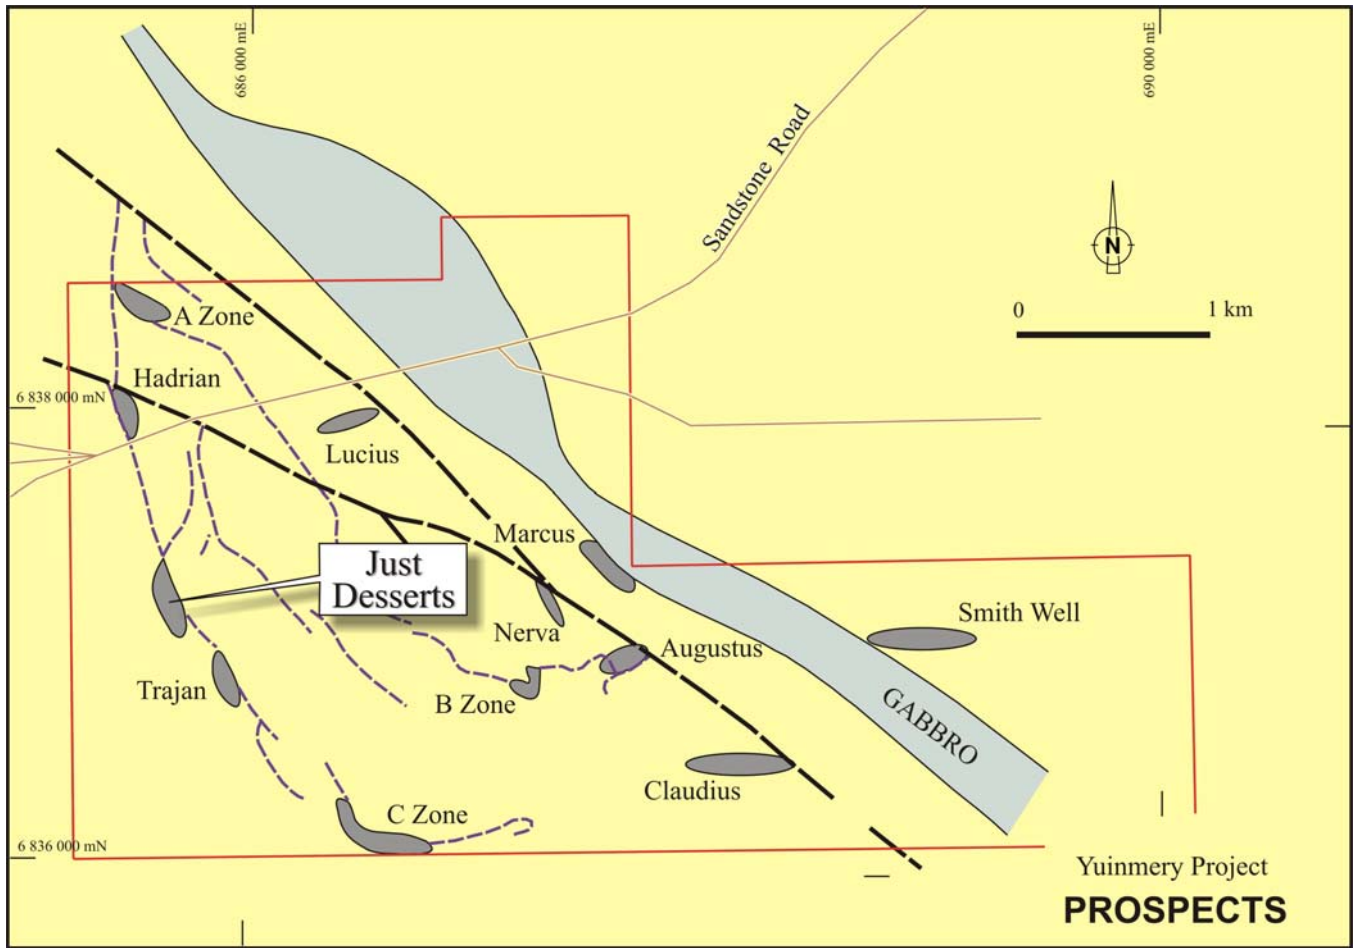 686 000 mE
690 000 mE
Sandstone Road
N
0 1 km
A Zone
Hadrian
6 838 000 mN
Lucius
Marcus
Just
Desserts
Smith Well
Nerva
Augustus
Trajan
B Zone
GABBRO
Claudius
C Zone
6 836 000 mN
Yuinmery Project
PROSPECTS